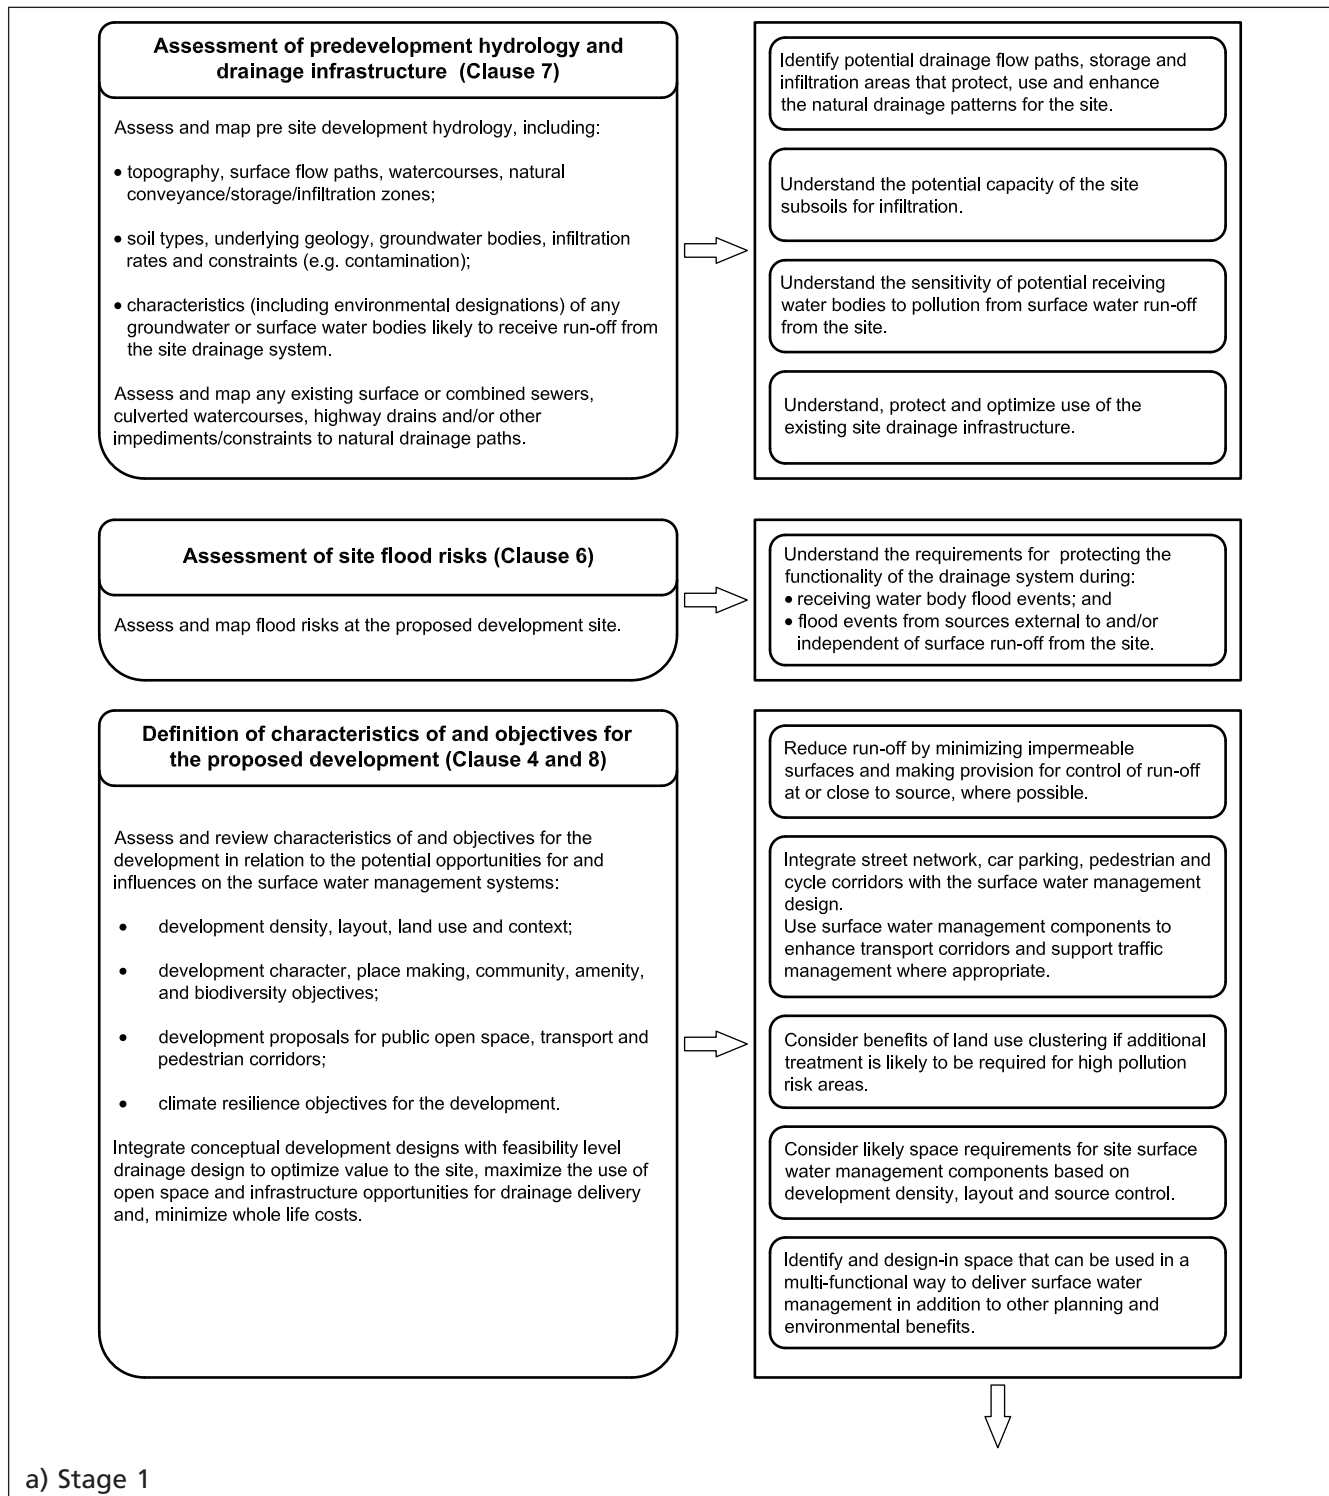 Assessment of predevelopment hydrology and
drainage infrastructure (Clause 7)
Assess and map pre site development hydrology, including:
• topography, surface flow paths, watercourses, natural
conveyance/storage/infiltration zones;
• soil types, underlying geology, groundwater bodies, infiltration
rates and constraints (e.g. contamination);
• characteristics (including environmental designations) of any
groundwater or surface water bodies likely to receive run-off from
the site drainage system.
Assess and map any existing surface or combined sewers,
culverted watercourses, highway drains and/or other
impediments/constraints to natural drainage paths.
Identify potential drainage flow paths, storage and
infiltration areas that protect, use and enhance
the natural drainage patterns for the site.
Understand the potential capacity of the site
subsoils for infiltration.
Understand the sensitivity of potential receiving
water bodies to pollution from surface water run-off
from the site.
Understand, protect and optimize use of the
existing site drainage infrastructure.
Assessment of site flood risks (Clause 6)
Assess and map flood risks at the proposed development site.
Understand the requirements for protecting the
functionality of the drainage system during:
• receiving water body flood events; and
• flood events from sources external to and/or
independent of surface run-off from the site.
Definition of characteristics of and objectives for
the proposed development (Clause 4 and 8)
Assess and review characteristics of and objectives for the
development in relation to the potential opportunities for and
influences on the surface water management systems:
• development density, layout, land use and context;
• development character, place making, community, amenity,
and biodiversity objectives;
• development proposals for public open space, transport and
pedestrian corridors;
• climate resilience objectives for the development.
Integrate conceptual development designs with feasibility level
drainage design to optimize value to the site, maximize the use of
open space and infrastructure opportunities for drainage delivery
and, minimize whole life costs.
Reduce run-off by minimizing impermeable
surfaces and making provision for control of run-off
at or close to source, where possible.
Integrate street network, car parking, pedestrian and
cycle corridors with the surface water management
design.
Use surface water management components to
enhance transport corridors and support traffic
management where appropriate.
Consider benefits of land use clustering if additional
treatment is likely to be required for high pollution
risk areas.
Consider likely space requirements for site surface
water management components based on
development density, layout and source control.
Identify and design-in space that can be used in a
multi-functional way to deliver surface water
management in addition to other planning and
environmental benefits.
a) Stage 1